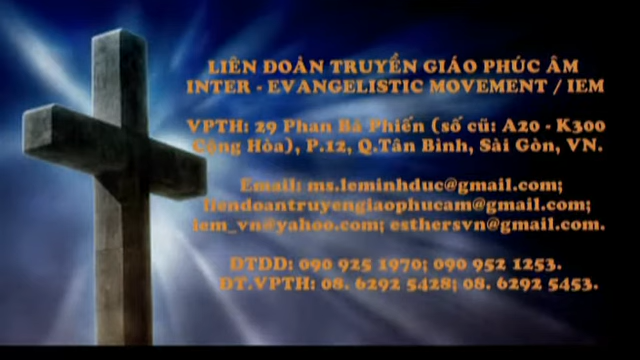 LIÊN ĐOÀN TRUYỀN GIÁO PHÚC ÂM
INTER - EVANGELISTIC MOVEMENT / IEM
VPTH: 29 Phan Bá Phiến (số cũ: A20 - K300
Cộng Hòa), P.12, Q.Tân Bình, Sài Gòn, VN.
Email: ms.leminhduc@gmail.com;
liendoantruyengiaophucam@gmail.com;
iem_vn@yahoo.com; esthersvn@gmail.com.
ĐTDD: 090 925 1970; 090 952 1253.
ĐT.VPTH: 08. 6292 5428; 08. 6292 5453.